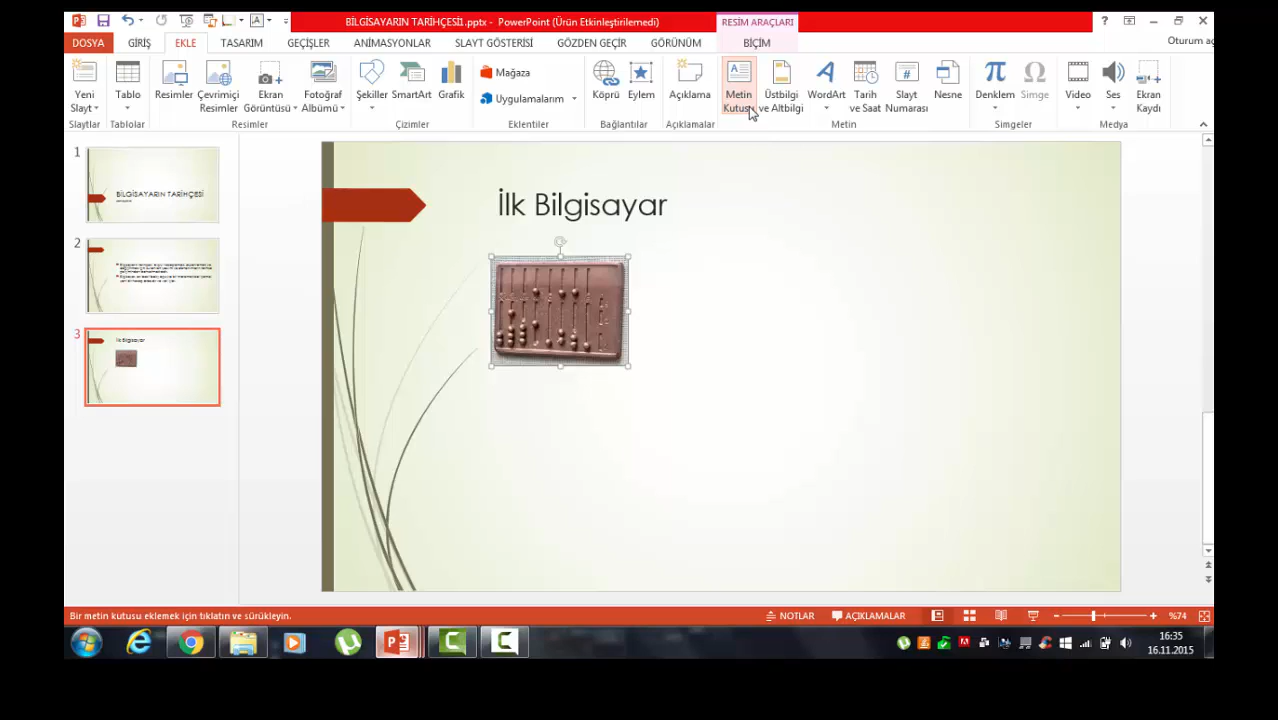 BİLGİSAYARIN TARİHÇESİ1.pptx - PowerPoint (Ürün Etkinleştirilemedi)
RESİM ARAÇLARI
DOSYA GİRİŞ EKLE TASARIM GEÇİŞLER ANİMASYONLAR SLAYT GÖSTERİSİ GÖZDEN GEÇİR GÖRÜNÜM BİÇİM
Oturum aç
Yeni Slayt
Tablo
Resimler
Çevrimiçi Resimler
Ekran Görüntüsü
Fotoğraf Albümü
Şekiller
SmartArt
Grafik
Mağaza
Uygulamalarım
Köprü
Eylem
Açıklama
Metin Kutusu
Üstbilgi ve Altbilgi
WordArt
Tarih ve Saat
Slayt Numarası
Nesne
Denklem
Simge
Video
Ses
Ekran Kaydı
Slaytlar Tablolar Resimler Çizimler Eklentiler Bağlantılar Açıklamalar Metin Simgeler Medya
1
BİLGİSAYARIN TARİHÇESİ
2
3
İlk Bilgisayar
İlk Bilgisayar
Bir metin kutusu eklemek için tıklatın ve sürükleyin.
NOTLAR
AÇIKLAMALAR
%74
16:35
16.11.2015